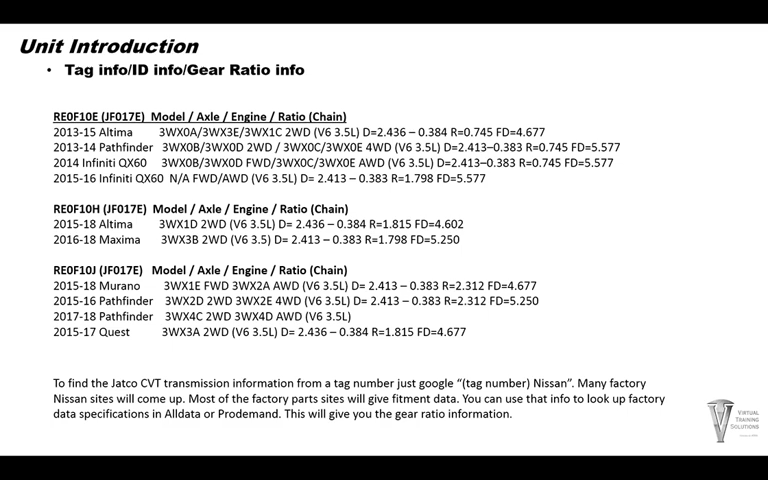 Unit Introduction
• Tag info/ID info/Gear Ratio info
RE0F10E (JF017E) Model / Axle / Engine / Ratio (Chain)
2013-15 Altima 3WX0A/3WX3E/3WX1C 2WD (V6 3.5L) D=2.436 – 0.384 R=0.745 FD=4.677
2013-14 Pathfinder 3WX0B/3WX0D 2WD / 3WX0C/3WX0E 4WD (V6 3.5L) D=2.413–0.383 R=0.745 FD=5.577
2014 Infiniti QX60 3WX0B/3WX0D FWD/3WX0C/3WX0E AWD (V6 3.5L) D=2.413–0.383 R=0.745 FD=5.577
2015-16 Infiniti QX60 N/A FWD/AWD (V6 3.5L) D= 2.413 – 0.383 R=1.798 FD=5.577
RE0F10H (JF017E) Model / Axle / Engine / Ratio (Chain)
2015-18 Altima 3WX1D 2WD (V6 3.5L) D= 2.436 - 0.384 R=1.815 FD=4.602
2016-18 Maxima 3WX3B 2WD (V6 3.5) D= 2.413 - 0.383 R=1.798 FD=5.250
RE0F10J (JF017E) Model / Axle / Engine / Ratio (Chain)
2015-18 Murano 3WX1E FWD 3WX2A AWD (V6 3.5L) D= 2.413 - 0.383 R=2.312 FD=4.677
2015-16 Pathfinder 3WX2D 2WD 3WX2E 4WD (V6 3.5L) D= 2.413 - 0.383 R=2.312 FD=5.250
2017-18 Pathfinder 3WX4C 2WD 3WX4D AWD (V6 3.5L)
2015-17 Quest 3WX3A 2WD (V6 3.5L) D= 2.436 - 0.384 R=1.815 FD=4.677
To find the Jatco CVT transmission information from a tag number just google “(tag number) Nissan”. Many factory
Nissan sites will come up. Most of the factory parts sites will give fitment data. You can use that info to look up factory
data specifications in Alldata or Prodemand. This will give you the gear ratio information.
VIRTUAL
TRAINING
SOLUTIONS